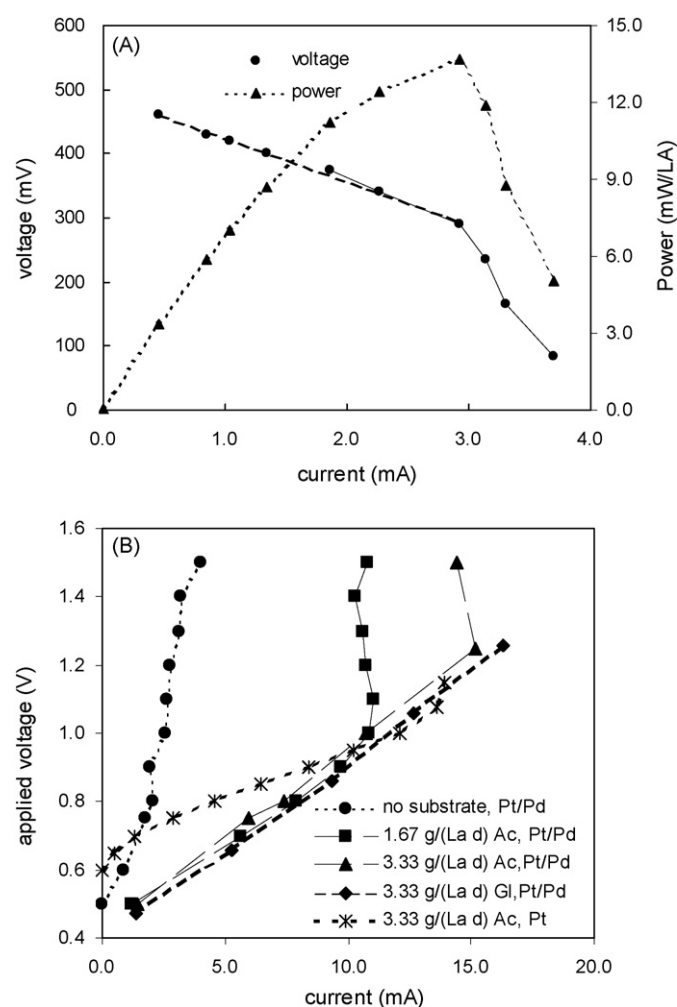 (A)
voltage
power
600
500
400
300
200
100
0
voltage (mV)
15.0
12.0
9.0
6.0
3.0
0.0
Power (mW/LA)
0.0 1.0 2.0 3.0 4.0
current (mA)
(B)
1.6
1.4
1.2
1.0
0.8
0.6
0.4
applied voltage (V)
no substrate, Pt/Pd
1.67 g/(La d) Ac, Pt/Pd
3.33 g/(La d) Ac,Pt/Pd
3.33 g/(La d) Gl,Pt/Pd
3.33 g/(La d) Ac, Pt
0.0 5.0 10.0 15.0 20.0
current (mA)